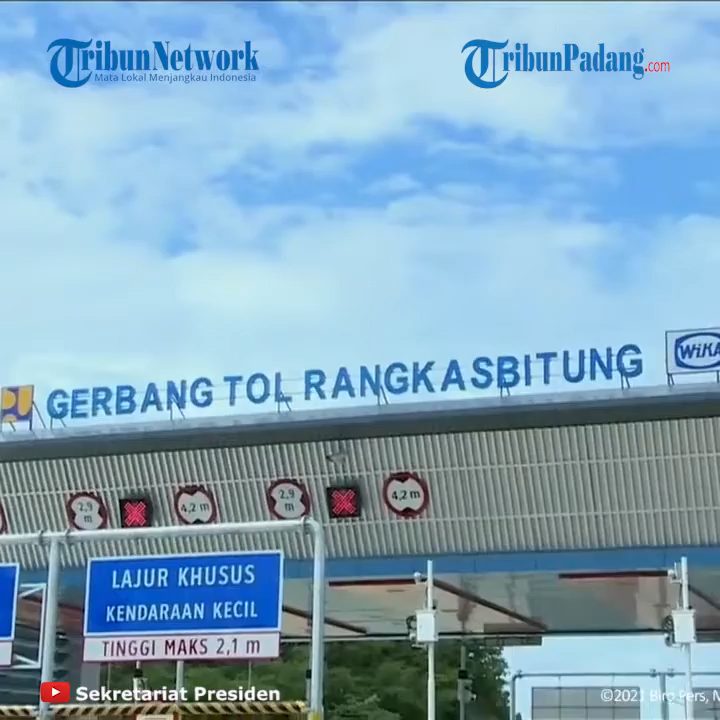 TribunNetwork
Mata Lokal Menjangkau Indonesia
TribunPadang.com
PU
GERBANG TOL RANGKASBITUNG
WIKA
2,9 m
4,2 m
2,9 m
4,2 m
LAJUR KHUSUS
KENDARAAN KECIL
TINGGI MAKS 2,1 m
Sekretariat Presiden
©2021 Biro Pers, M